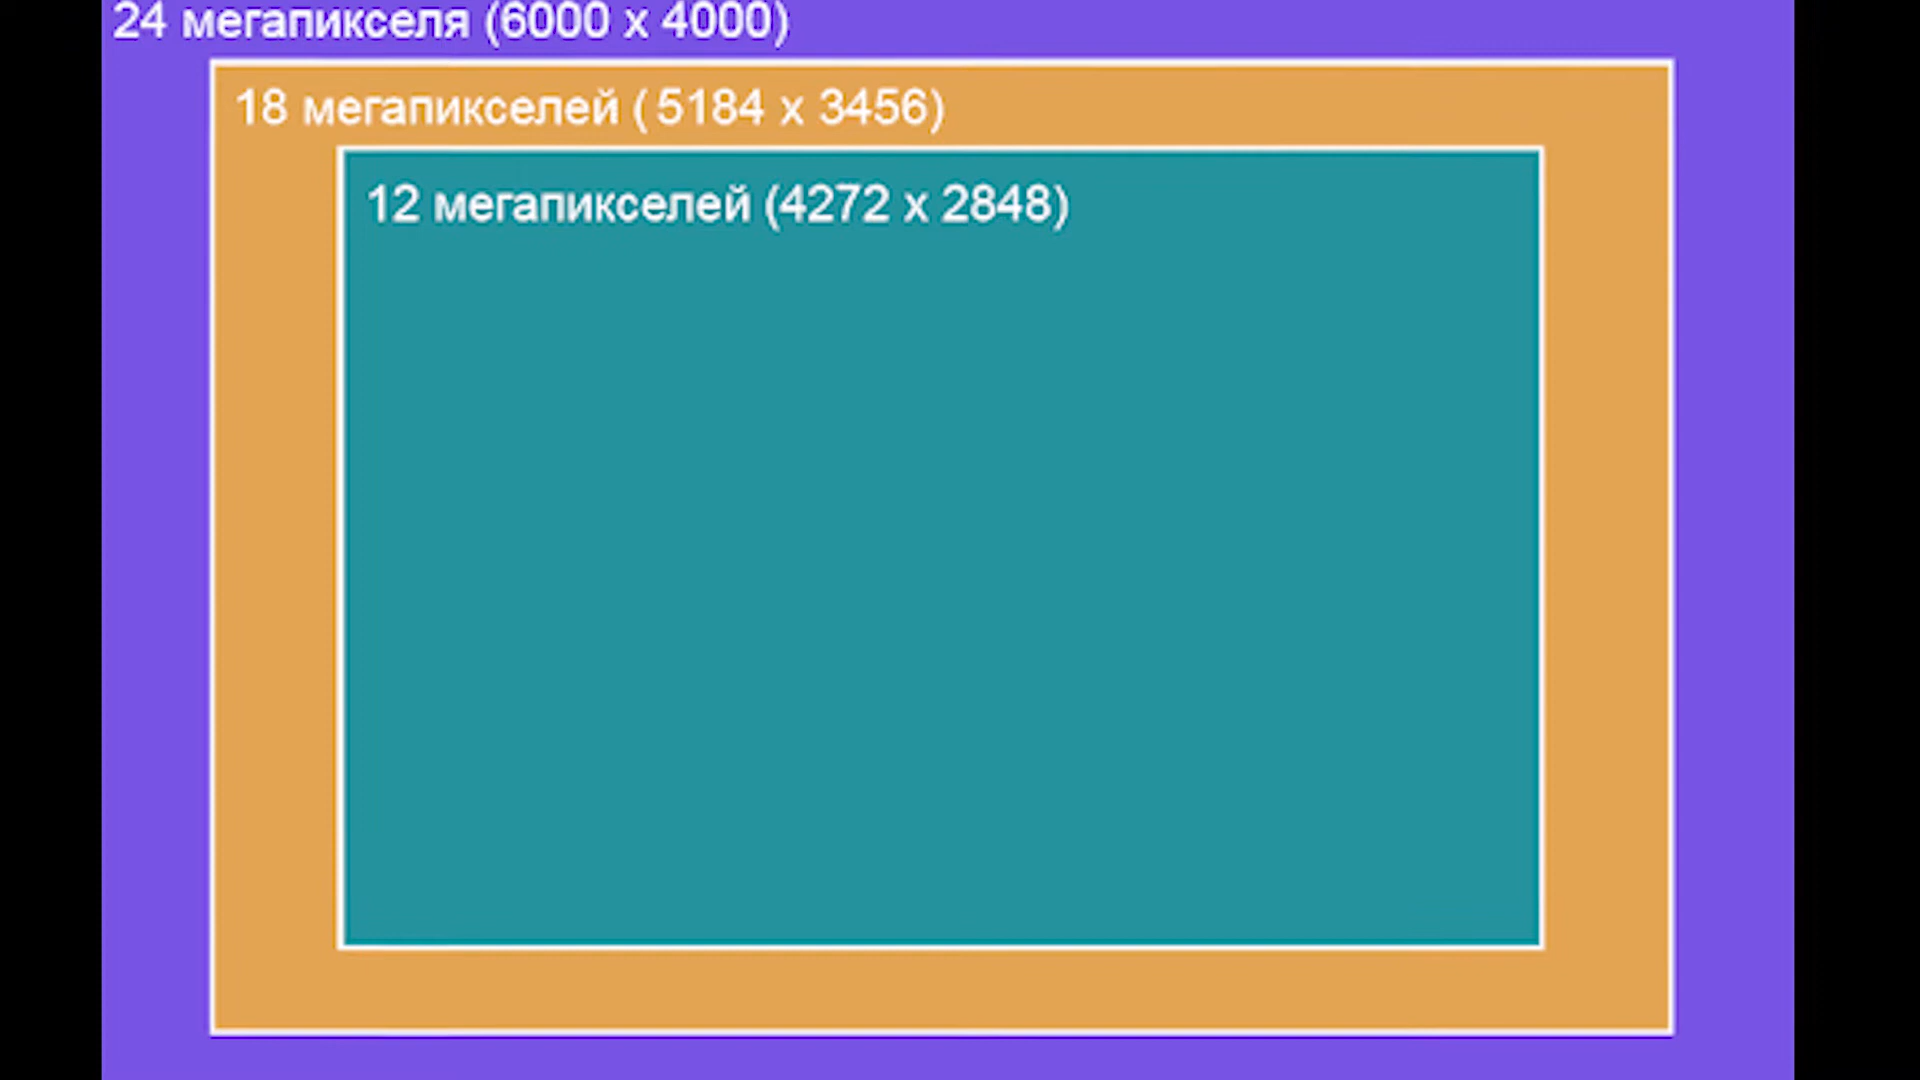 24 мегапикселя (6000 x 4000)
18 мегапикселей ( 5184 x 3456)
12 мегапикселей (4272 x 2848)